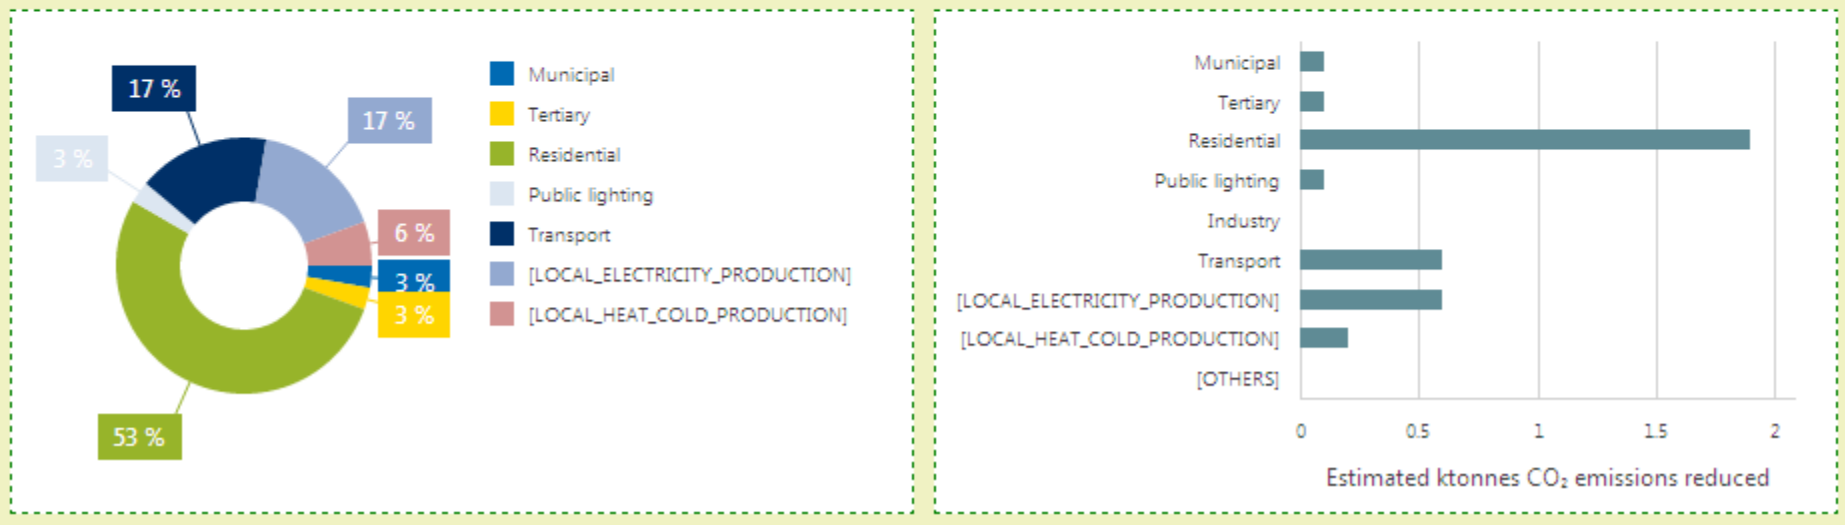 17 %
17 %
3 %
6 %
3 %
3 %
53 %
Municipal
Tertiary
Residential
Public lighting
Transport
[LOCAL_ELECTRICITY_PRODUCTION]
[LOCAL_HEAT_COLD_PRODUCTION]
Municipal
Tertiary
Residential
Public lighting
Industry
Transport
[LOCAL_ELECTRICITY_PRODUCTION]
[LOCAL_HEAT_COLD_PRODUCTION]
[OTHERS]
0 0.5 1 1.5 2
Estimated ktonnes CO₂ emissions reduced